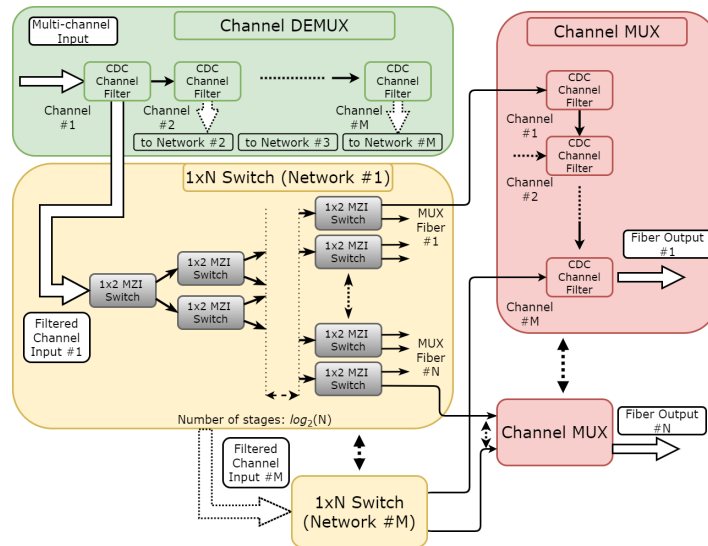 Multi-channel
Input
Channel DEMUX
CDC
Channel
Filter
CDC
Channel
Filter
CDC
Channel
Filter
Channel
#1
Channel
#2
Channel
#M
to Network #2
to Network #3
to Network #M
1xN Switch (Network #1)
1x2 MZI
Switch
1x2 MZI
Switch
1x2 MZI
Switch
1x2 MZI
Switch
1x2 MZI
Switch
1x2 MZI
Switch
1x2 MZI
Switch
MUX
Fiber
#1
MUX
Fiber
#N
Filtered
Channel
Input #1
Number of stages: log₂(N)
Filtered
Channel
Input #M
1xN Switch
(Network #M)
Channel MUX
CDC
Channel
Filter
Channel
#1
CDC
Channel
Filter
Channel
#2
CDC
Channel
Filter
Channel
#M
Fiber Output
#1
Channel MUX
Fiber Output
#N